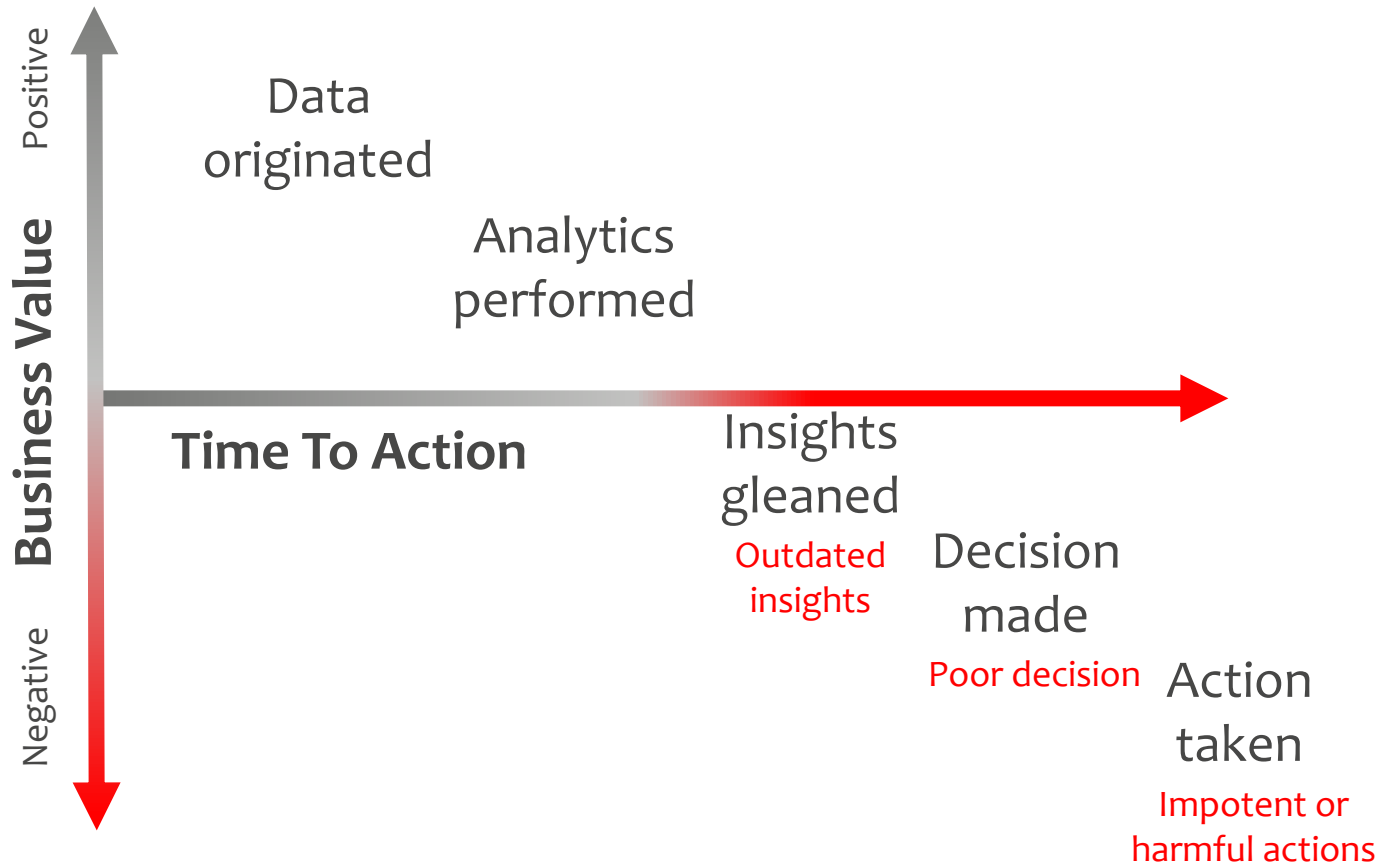 Positive
Business Value
Negative
Data
originated
Analytics
performed
Time To Action
Insights
gleaned
Outdated
insights
Decision
made
Poor decision
Action
taken
Impotent or
harmful actions